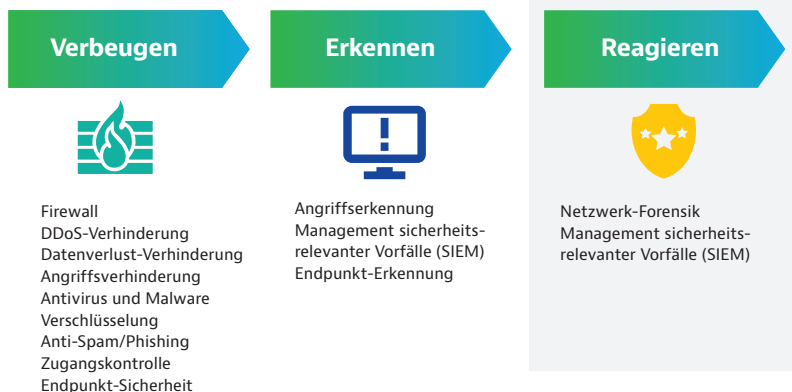 Verbeugen
Firewall
DDoS-Verhinderung
Datenverlust-Verhinderung
Angriffsverhinderung
Antivirus und Malware
Verschlüsselung
Anti-Spam/Phishing
Zugangskontrolle
Endpunkt-Sicherheit
Erkennen
Angriffserkennung
Management sicherheits-
relevanter Vorfälle (SIEM)
Endpunkt-Erkennung
Reagieren
Netzwerk-Forensik
Management sicherheits-
relevanter Vorfälle (SIEM)